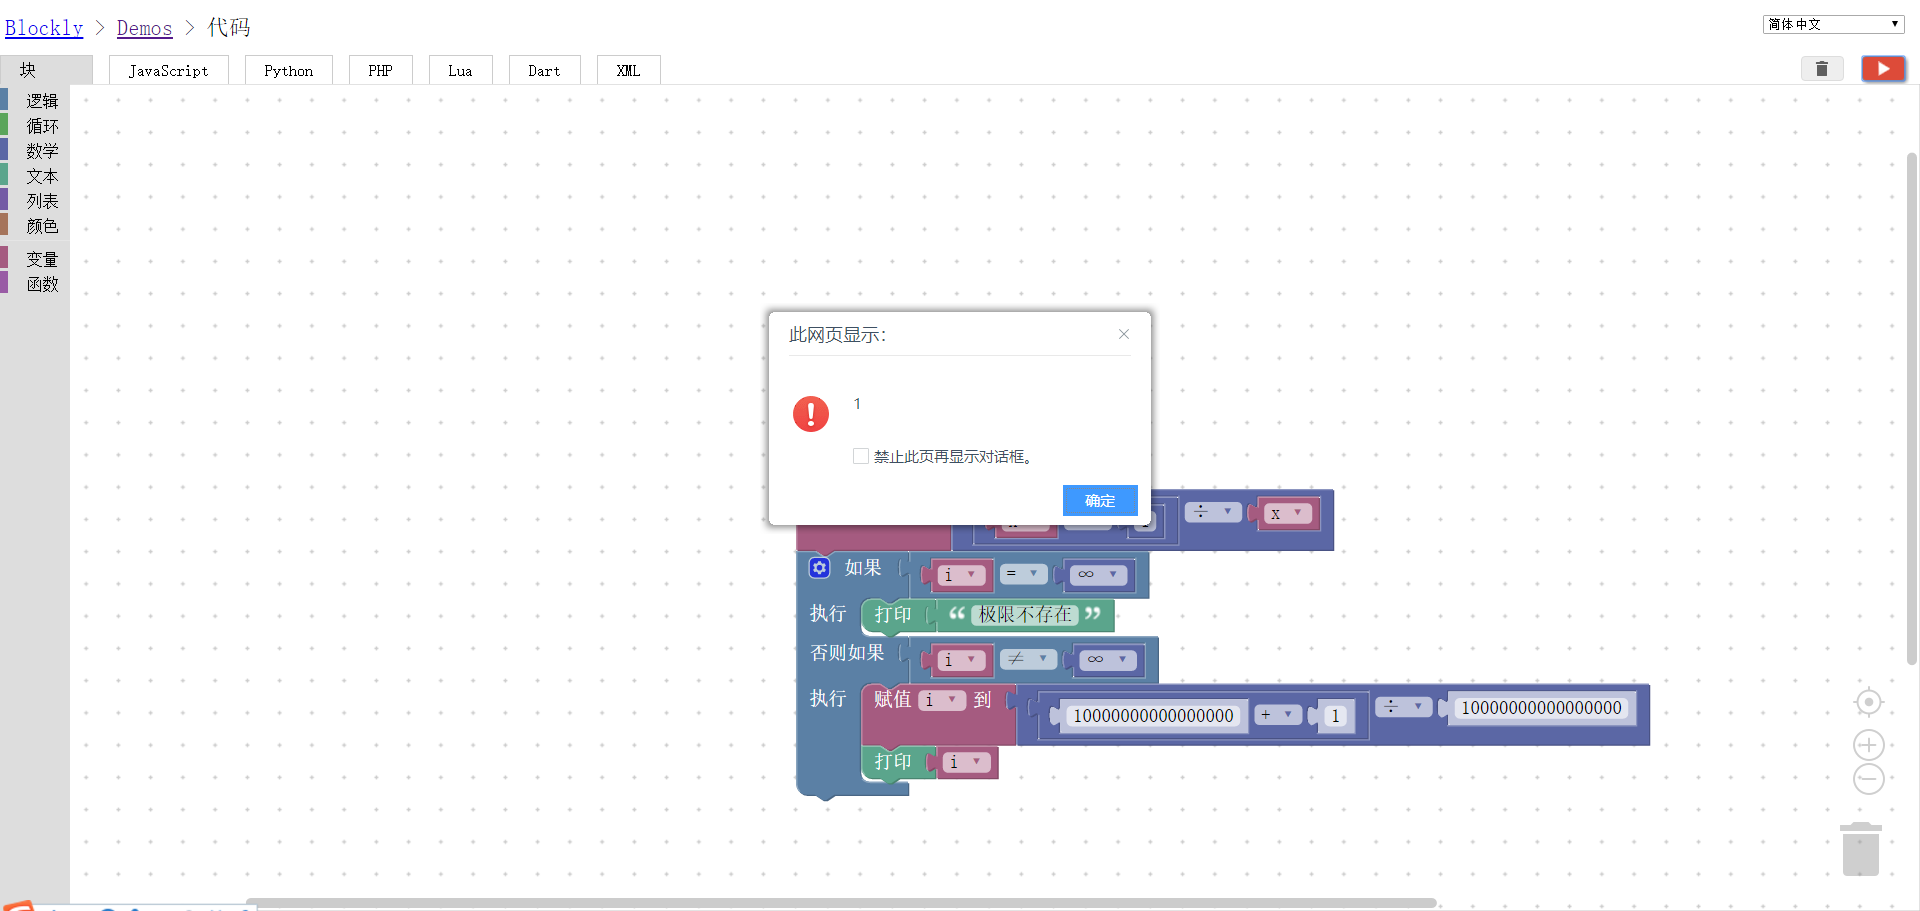 Blockly > Demos > 代码
简体中文
块 JavaScript Python PHP Lua Dart XML
逻辑
循环
数学
文本
列表
颜色
变量
函数
此网页显示：
1
禁止此页再显示对话框。
确定
÷ x
如果 i = ∞
执行 打印 “ 极限不存在 ”
否则如果 i ≠ ∞
执行 赋值 i 到 10000000000000000 + 1 ÷ 10000000000000000
打印 i